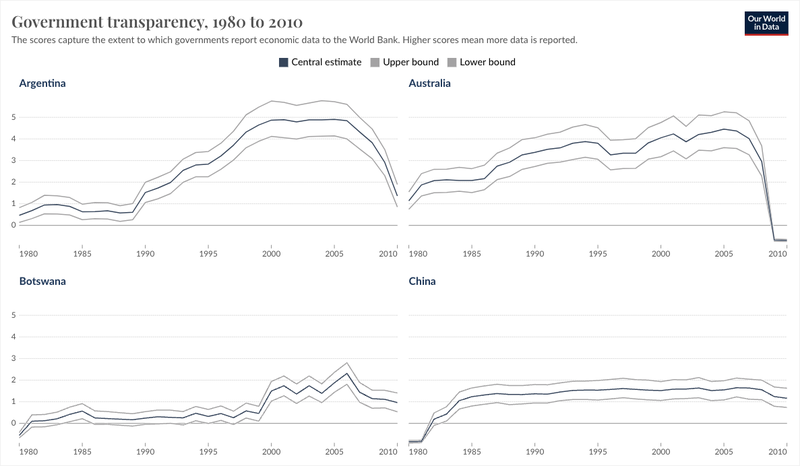 Government transparency, 1980 to 2010
Our World
in Data
The scores capture the extent to which governments report economic data to the World Bank. Higher scores mean more data is reported.
Central estimate Upper bound Lower bound
Argentina
5
4
3
2
1
0
1980 1985 1990 1995 2000 2005 2010
Australia
1980 1985 1990 1995 2000 2005 2010
Botswana
5
4
3
2
1
0
1980 1985 1990 1995 2000 2005 2010
China
1980 1985 1990 1995 2000 2005 2010